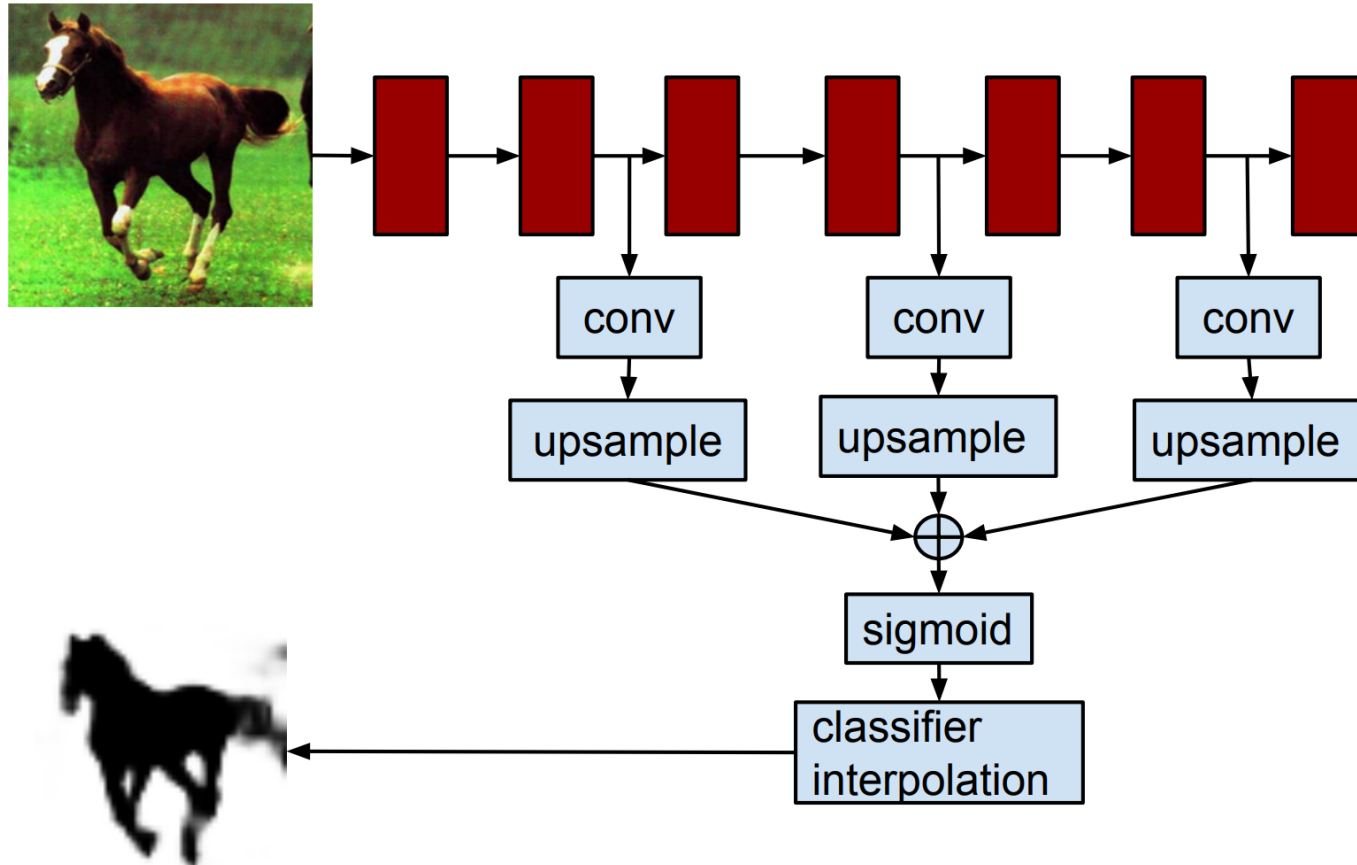 conv
conv
conv
upsample
upsample
upsample
sigmoid
classifier
interpolation